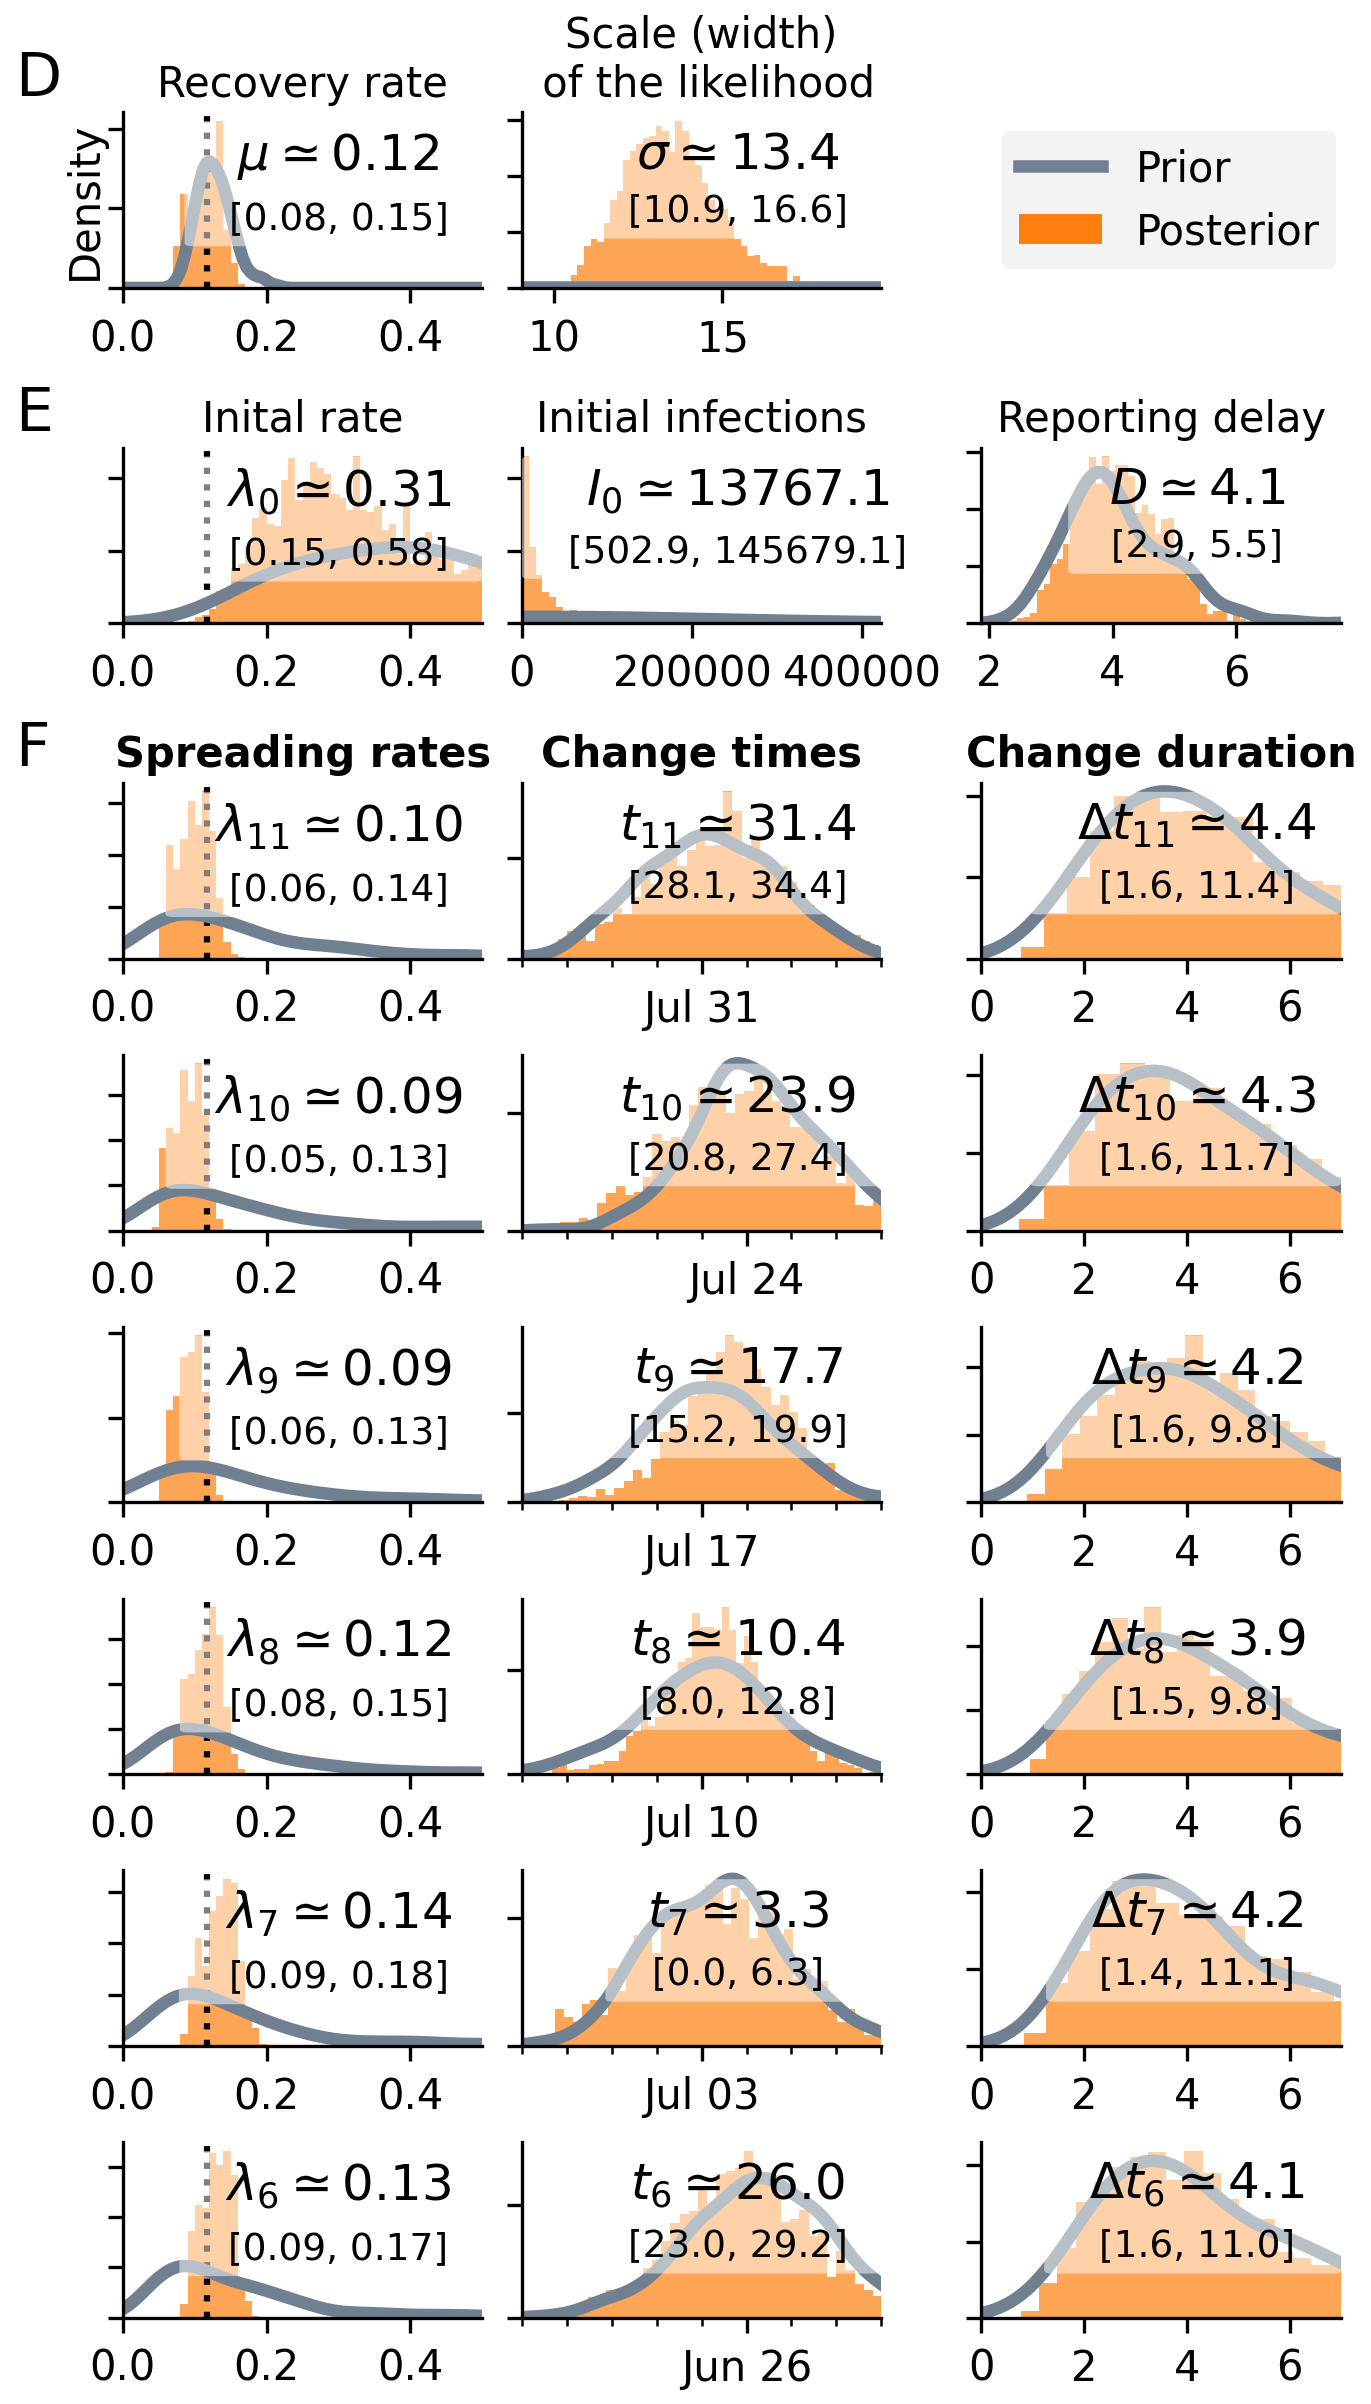 D
Recovery rate
Scale (width)
of the likelihood
Density
μ ≃ 0.12
[0.08, 0.15]
σ ≃ 13.4
[10.9, 16.6]
Prior
Posterior
0.0 0.2 0.4
10 15
E
Inital rate
Initial infections
Reporting delay
λ0 ≃ 0.31
[0.15, 0.58]
I0 ≃ 13767.1
[502.9, 145679.1]
D ≃ 4.1
[2.9, 5.5]
0.0 0.2 0.4
0 200000 400000
2 4 6
F
Spreading rates
Change times
Change duration
λ11 ≃ 0.10
[0.06, 0.14]
t11 ≃ 31.4
[28.1, 34.4]
Δt11 ≃ 4.4
[1.6, 11.4]
0.0 0.2 0.4
Jul 31
0 2 4 6
λ10 ≃ 0.09
[0.05, 0.13]
t10 ≃ 23.9
[20.8, 27.4]
Δt10 ≃ 4.3
[1.6, 11.7]
0.0 0.2 0.4
Jul 24
0 2 4 6
λ9 ≃ 0.09
[0.06, 0.13]
t9 ≃ 17.7
[15.2, 19.9]
Δt9 ≃ 4.2
[1.6, 9.8]
0.0 0.2 0.4
Jul 17
0 2 4 6
λ8 ≃ 0.12
[0.08, 0.15]
t8 ≃ 10.4
[8.0, 12.8]
Δt8 ≃ 3.9
[1.5, 9.8]
0.0 0.2 0.4
Jul 10
0 2 4 6
λ7 ≃ 0.14
[0.09, 0.18]
t7 ≃ 3.3
[0.0, 6.3]
Δt7 ≃ 4.2
[1.4, 11.1]
0.0 0.2 0.4
Jul 03
0 2 4 6
λ6 ≃ 0.13
[0.09, 0.17]
t6 ≃ 26.0
[23.0, 29.2]
Δt6 ≃ 4.1
[1.6, 11.0]
0.0 0.2 0.4
Jun 26
0 2 4 6